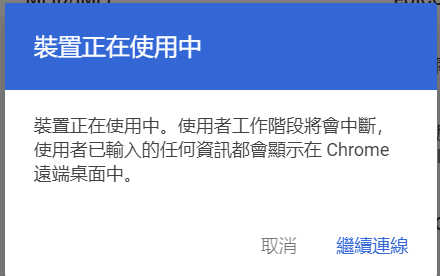 裝置正在使用中
裝置正在使用中。使用者工作階段將會中斷，
使用者已輸入的任何資訊都會顯示在 Chrome
遠端桌面中。
取消 繼續連線